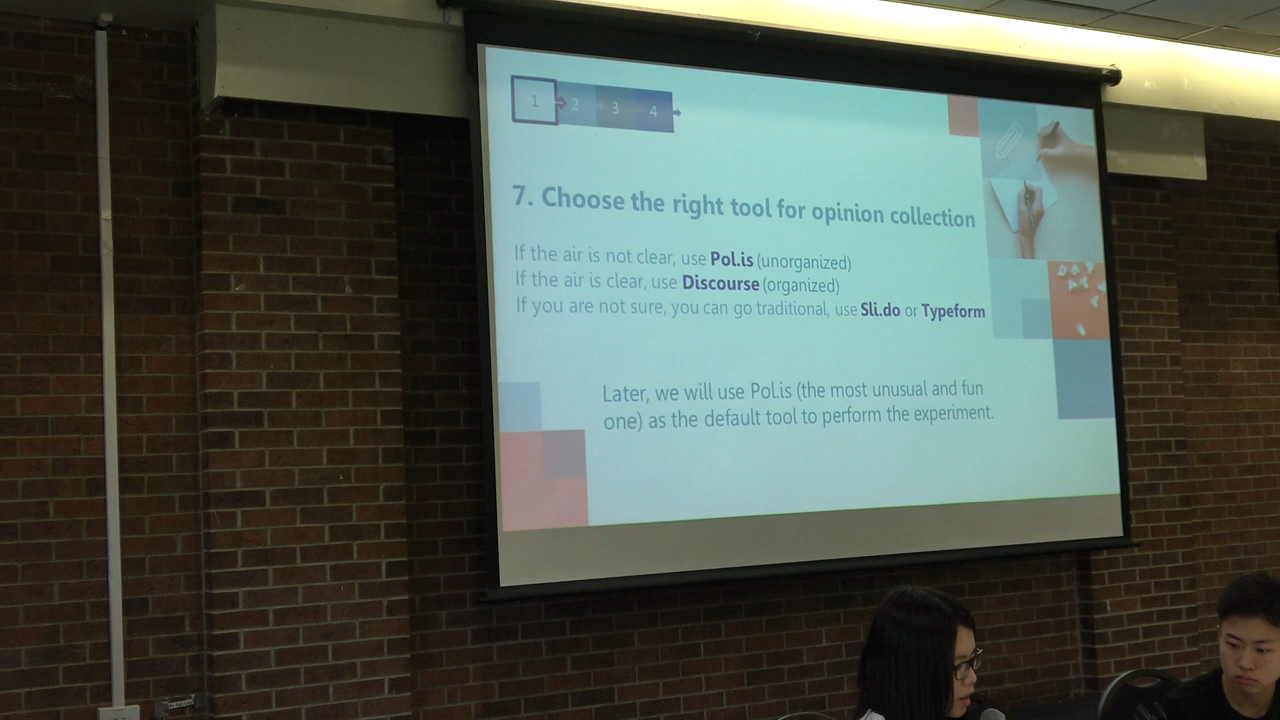 1 2 3 4
7. Choose the right tool for opinion collection
If the air is not clear, use Pol.is (unorganized)
If the air is clear, use Discourse (organized)
If you are not sure, you can go traditional, use Sli.do or Typeform
Later, we will use Pol.is (the most unusual and fun
one) as the default tool to perform the experiment.